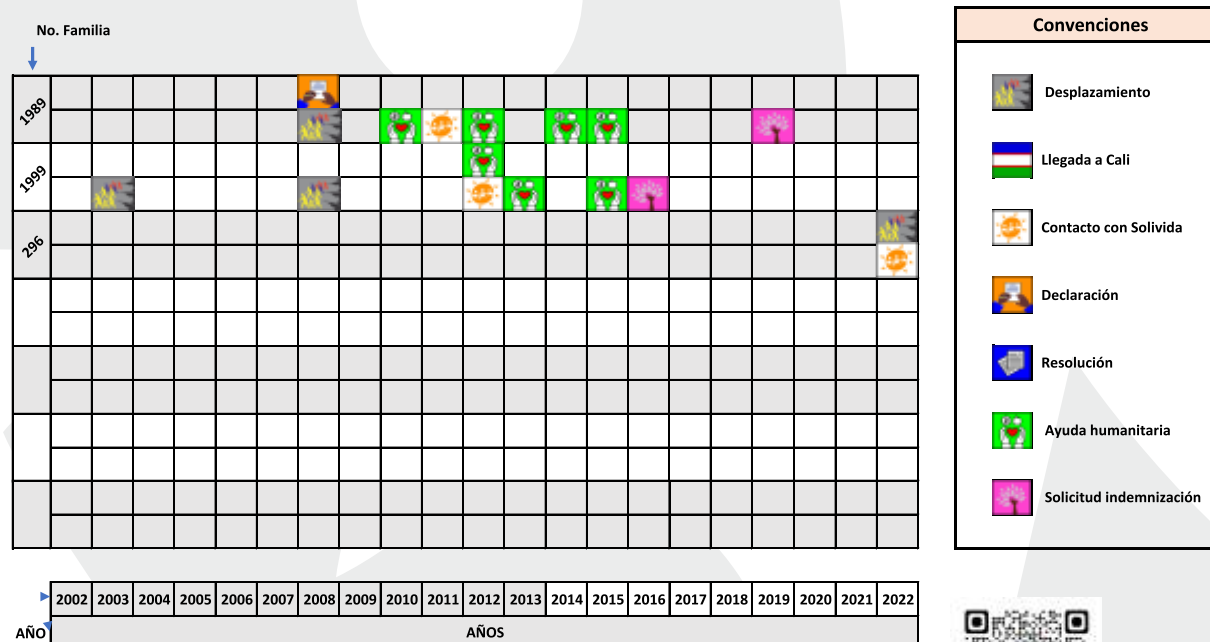 No. Familia
Convenciones
1989
1999
296
Desplazamiento
Llegada a Cali
Contacto con Solivida
Declaración
Resolución
Ayuda humanitaria
Solicitud indemnización
2002 2003 2004 2005 2006 2007 2008 2009 2010 2011 2012 2013 2014 2015 2016 2017 2018 2019 2020 2021 2022
AÑO AÑOS